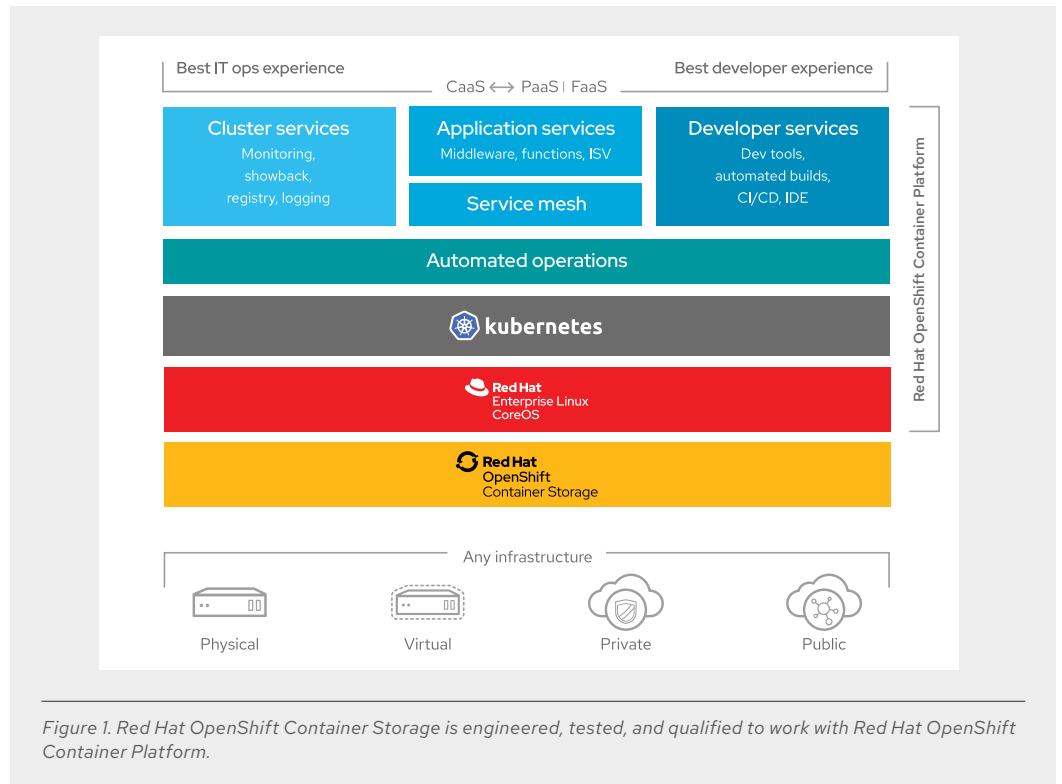 Best IT ops experience
Best developer experience
CaaS ↔ PaaS | FaaS
Cluster services
Monitoring,
showback,
registry, logging
Application services
Middleware, functions, ISV
Service mesh
Developer services
Dev tools,
automated builds,
CI/CD, IDE
Red Hat OpenShift Container Platform
Automated operations
kubernetes
Red Hat
Enterprise Linux
CoreOS
Red Hat
OpenShift
Container Storage
Any infrastructure
Physical
Virtual
Private
Public
Figure 1. Red Hat OpenShift Container Storage is engineered, tested, and qualified to work with Red Hat OpenShift
Container Platform.